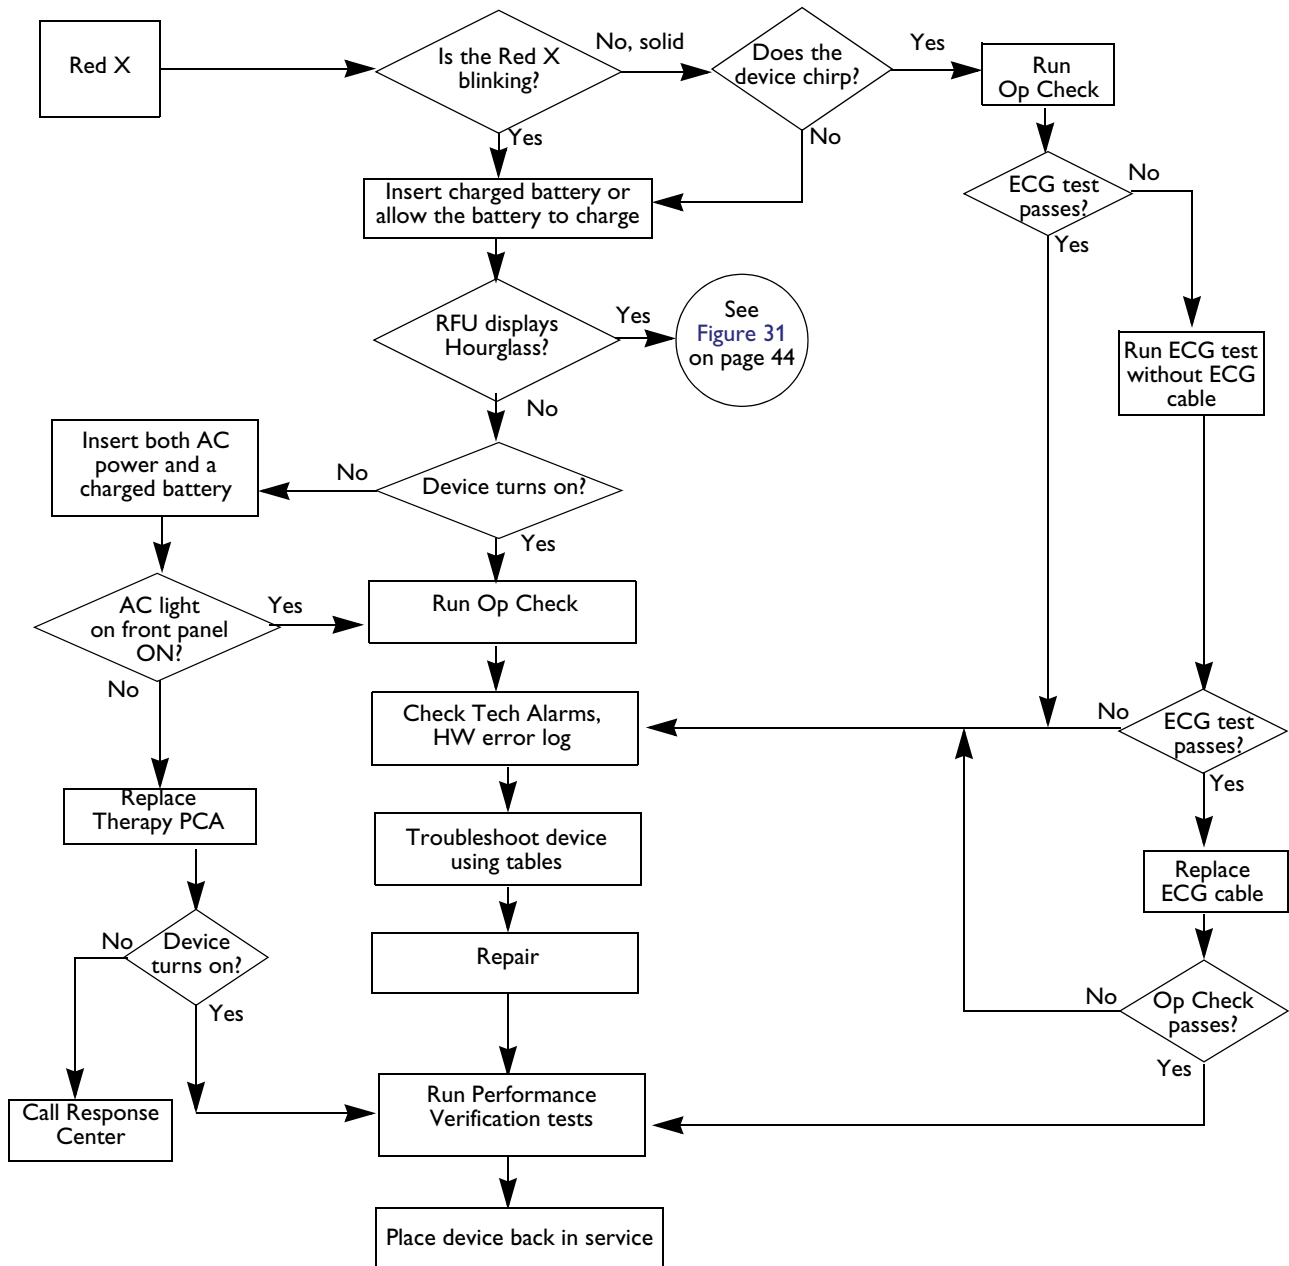 Red X
Is the Red X
blinking?
No, solid
Does the
device chirp?
Yes
Run
Op Check
Yes
No
Insert charged battery or
allow the battery to charge
ECG test
passes?
No
Yes
RFU displays
Hourglass?
Yes
See
Figure 31
on page 44
No
Run ECG test
without ECG
cable
Insert both AC
power and a
charged battery
No
Device turns on?
Yes
AC light
on front panel
ON?
Yes
No
Run Op Check
Check Tech Alarms,
HW error log
No
ECG test
passes?
Yes
Replace
Therapy PCA
Troubleshoot device
using tables
Replace
ECG cable
No
Device
turns on?
Yes
Repair
No
Op Check
passes?
Yes
Call Response
Center
Run Performance
Verification tests
Place device back in service